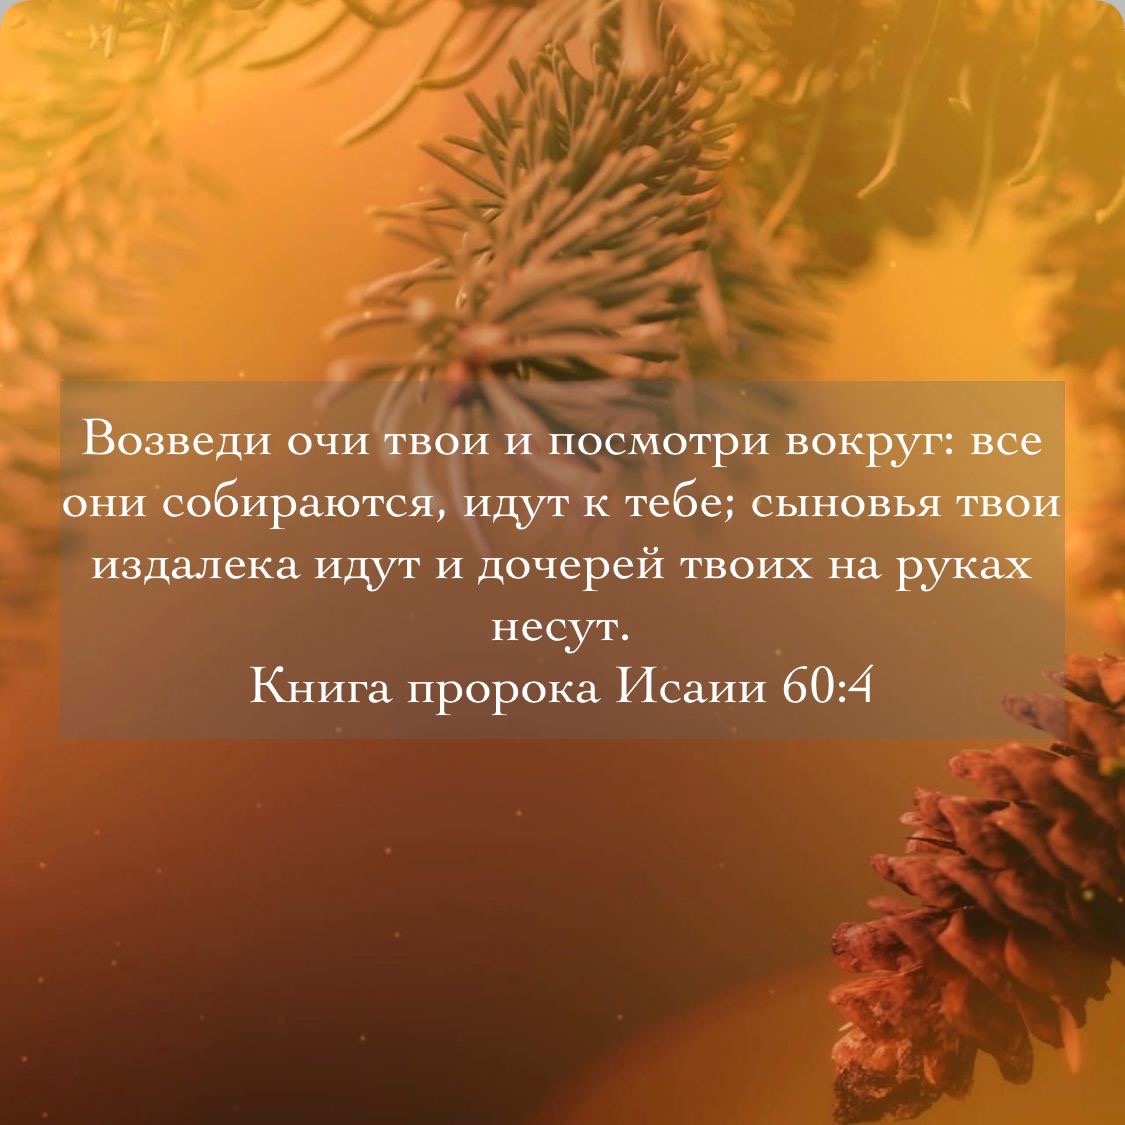 Возведи очи твои и посмотри вокруг: все
они собираются, идут к тебе; сыновья твои
издалека идут и дочерей твоих на руках
несут.
Книга пророка Исаии 60:4